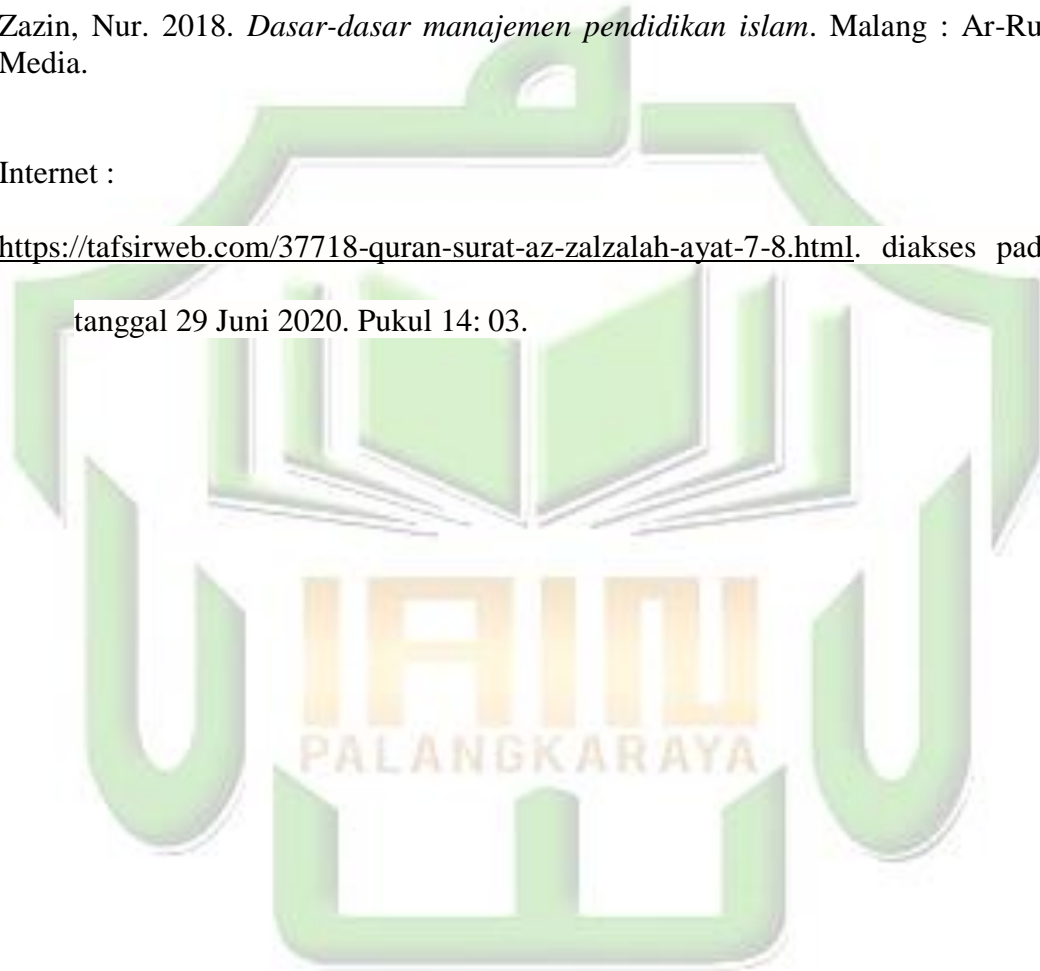 Zazin, Nur. 2018. Dasar-dasar manajemen pendidikan islam. Malang : Ar-Ru
Media.
Internet :
https://tafsirweb.com/37718-quran-surat-az-zalzalah-ayat-7-8.html. diakses pad
tanggal 29 Juni 2020. Pukul 14: 03.
IAIN
PALANGKARAYA